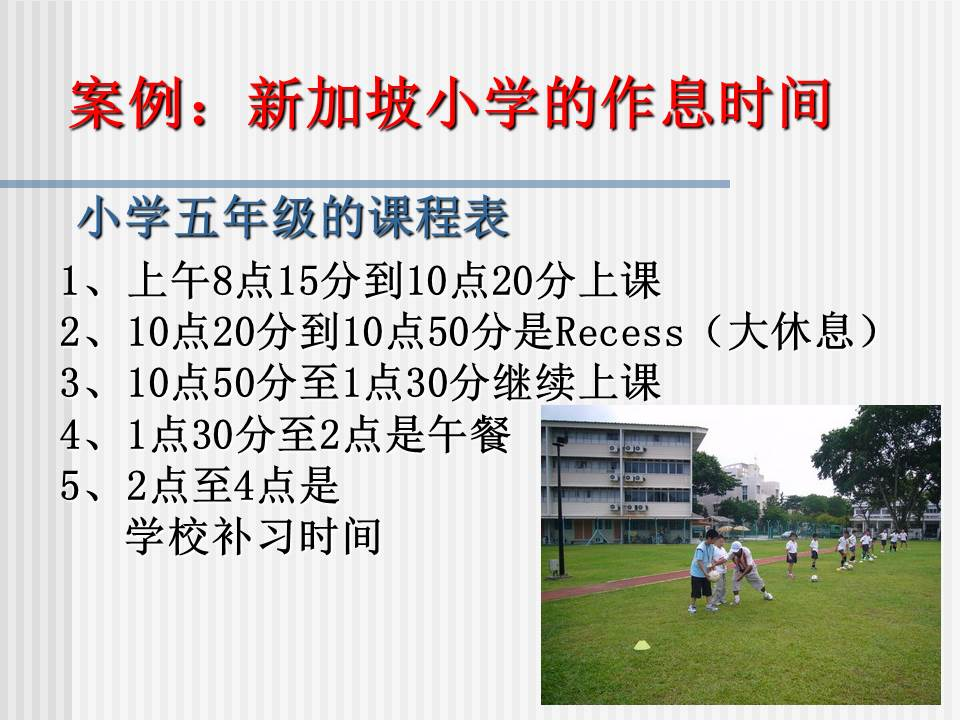 案例：新加坡小学的作息时间
小学五年级的课程表
1、上午8点15分到10点20分上课
2、10点20分到10点50分是Recess（大休息）
3、10点50分至1点30分继续上课
4、1点30分至2点是午餐
5、2点至4点是
学校补习时间